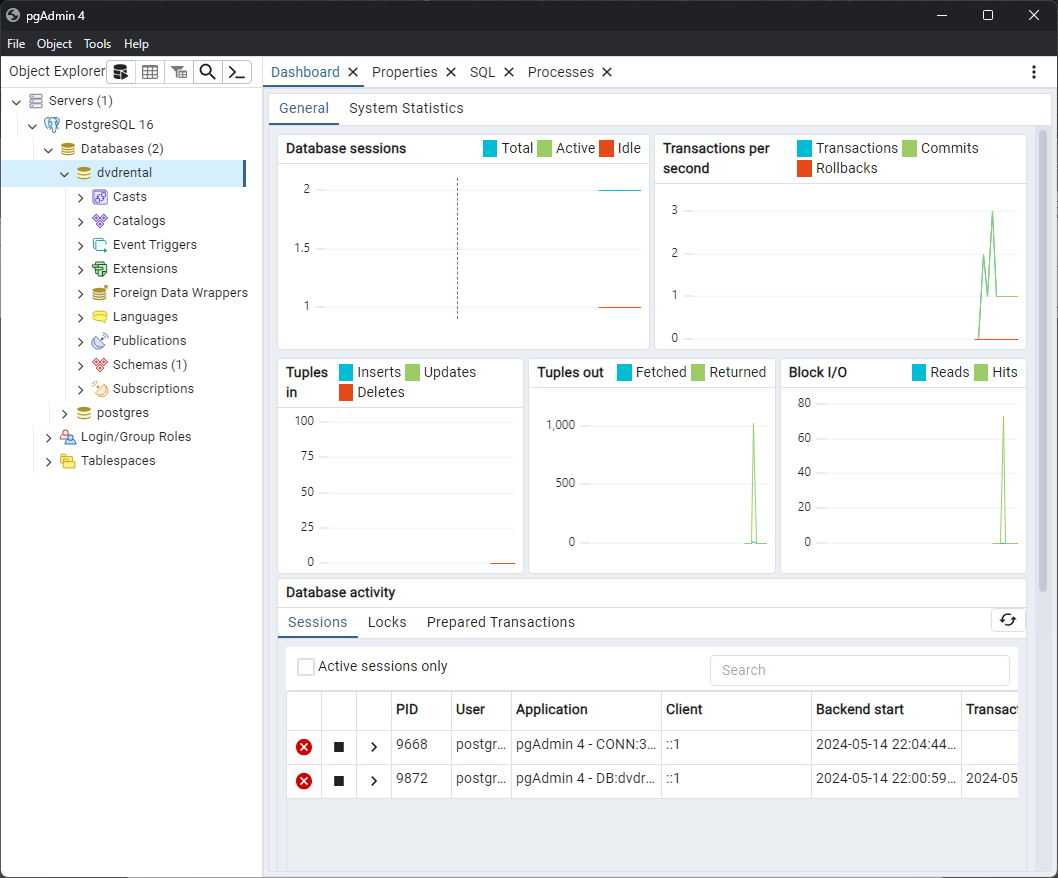 pgAdmin 4
File Object Tools Help
Object Explorer
Dashboard Properties SQL Processes
Servers (1)
PostgreSQL 16
Databases (2)
dvdrental
Casts
Catalogs
Event Triggers
Extensions
Foreign Data Wrappers
Languages
Publications
Schemas (1)
Subscriptions
postgres
Login/Group Roles
Tablespaces
General System Statistics
Database sessions Total Active Idle
2
1.5
1
Transactions per second Transactions Commits Rollbacks
3
2
1
0
Tuples in Inserts Updates Deletes
100
75
50
25
0
Tuples out Fetched Returned
1,000
500
0
Block I/O Reads Hits
80
60
40
20
0
Database activity
Sessions Locks Prepared Transactions
Active sessions only Search
PID User Application Client Backend start Transac
9668 postgr... pgAdmin 4 - CONN:3... ::1 2024-05-14 22:04:44...
9872 postgr... pgAdmin 4 - DB:dvdr... ::1 2024-05-14 22:00:59... 2024-05